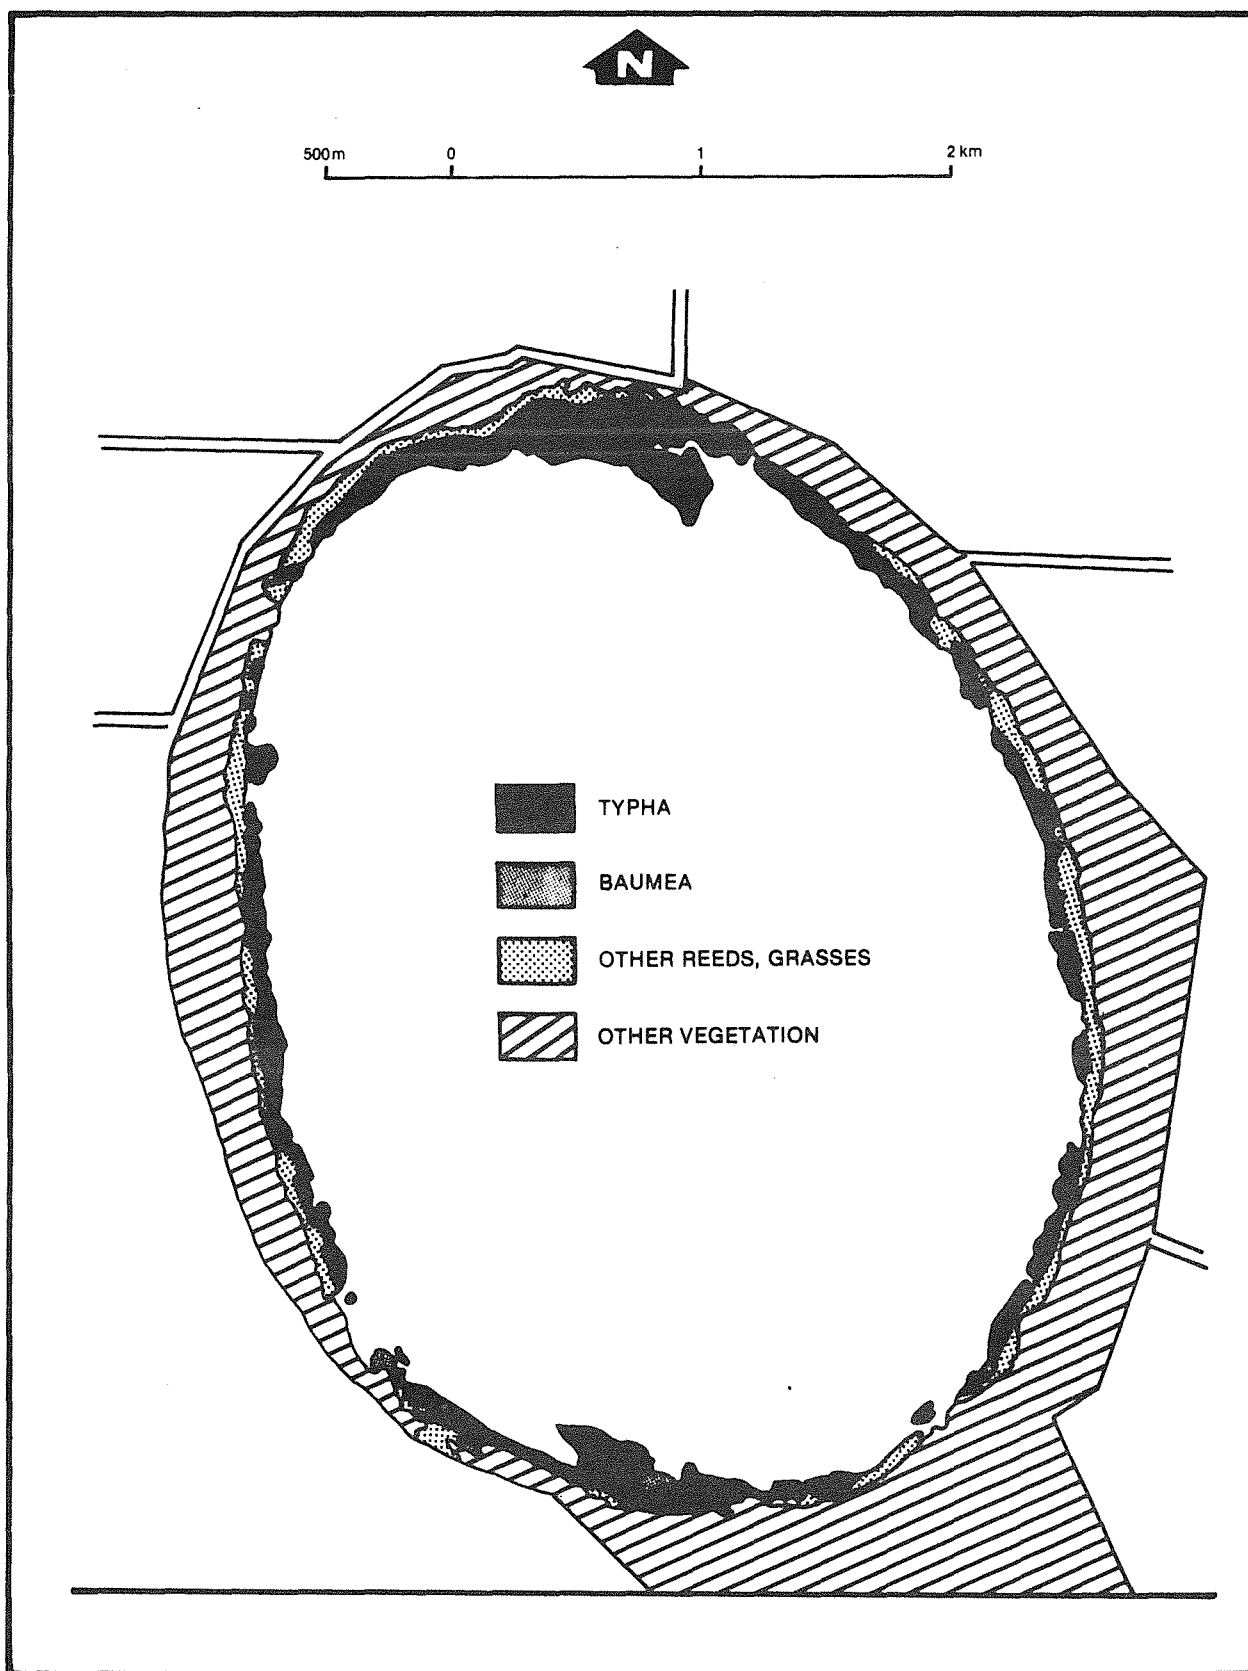 N
500m 0 1 2 km
TYPHA
BAUMEA
OTHER REEDS, GRASSES
OTHER VEGETATION